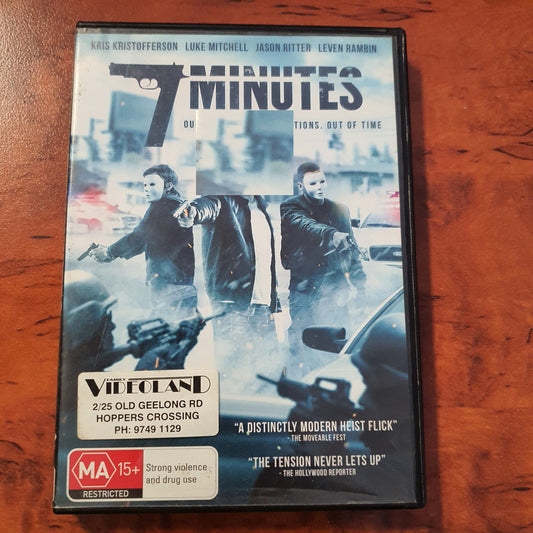 KRIS KRISTOFFERSON LUKE MITCHELL JASON RITTER LEVEN RAMBIN
7 MINUTES
TIONS. OUT OF TIME
FAMILY
VIDEOLAND
2/25 OLD GEELONG RD
HOPPERS CROSSING
PH: 9749 1129
"A DISTINCTLY MODERN HEIST FLICK"
- THE MOVEABLE FEST
"THE TENSION NEVER LETS UP"
- THE HOLLYWOOD REPORTER
MA 15+
RESTRICTED
Strong violence
and drug use